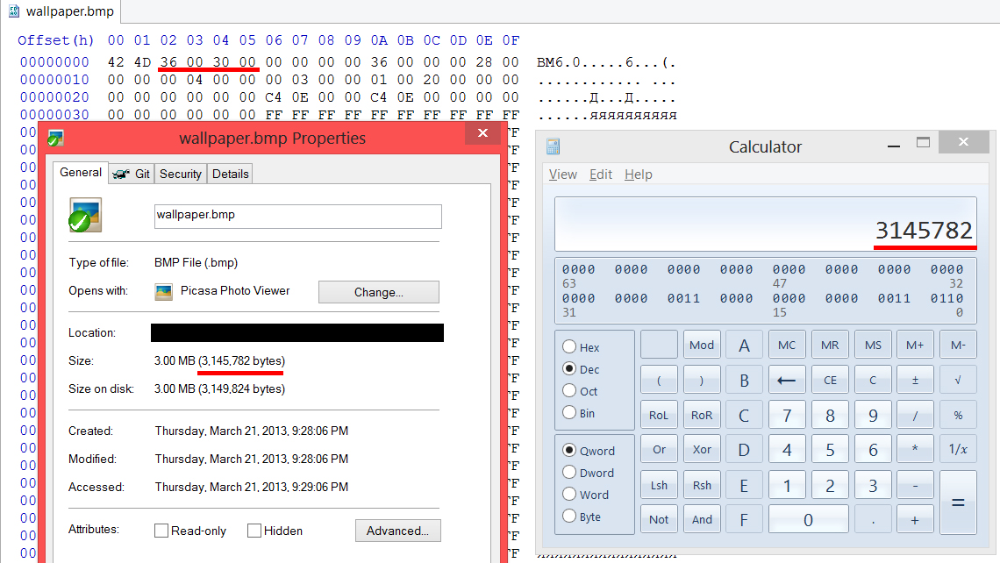 wallpaper.bmp
Offset(h) 00 01 02 03 04 05 06 07 08 09 0A 0B 0C 0D 0E 0F
00000000 42 4D 36 00 30 00 00 00 00 00 36 00 00 00 28 00 BM6.0.....6...(.
00000010 00 00 00 04 00 00 00 03 00 00 01 00 20 00 00 00 ............ ...
00000020 00 00 00 00 00 00 C4 0E 00 00 C4 0E 00 00 00 00 ......Д...Д.....
00000030 00 00 00 00 00 00 FF FF FF FF FF FF FF FF FF FF ......яяяяяяяяяя
wallpaper.bmp Properties
General Git Security Details
wallpaper.bmp
Type of file: BMP File (.bmp)
Opens with: Picasa Photo Viewer Change...
Location:
Size: 3.00 MB (3,145,782 bytes)
Size on disk: 3.00 MB (3,149,824 bytes)
Created: Thursday, March 21, 2013, 9:28:06 PM
Modified: Thursday, March 21, 2013, 9:28:06 PM
Accessed: Thursday, March 21, 2013, 9:29:06 PM
Attributes: Read-only Hidden Advanced...
Calculator
View Edit Help
3145782
0000 0000 0000 0000 0000 0000 0000 0000
63 47 32
0000 0000 0011 0000 0000 0000 0011 0110
31 15 0
Hex Mod A MC MR MS M+ M-
Dec ( ) B ← CE C ± √
Oct
Bin RoL RoR C 7 8 9 / %
Qword Or Xor D 4 5 6 * 1/x
Dword
Word Lsh Rsh E 1 2 3 - =
Byte Not And F 0 . +